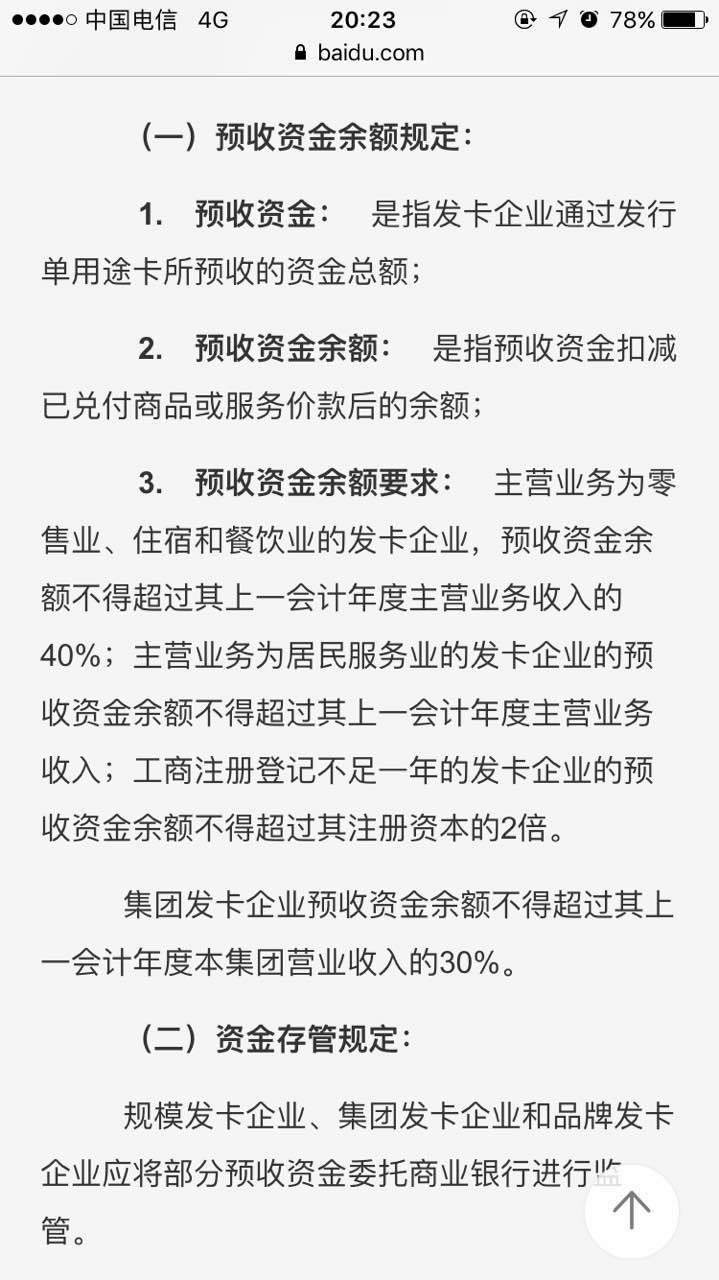 中国电信 4G 20:23 78%
baidu.com
（一）预收资金余额规定：
1. 预收资金： 是指发卡企业通过发行
单用途卡所预收的资金总额；
2. 预收资金余额： 是指预收资金扣减
已兑付商品或服务价款后的余额；
3. 预收资金余额要求： 主营业务为零
售业、住宿和餐饮业的发卡企业，预收资金余
额不得超过其上一会计年度主营业务收入的
40%；主营业务为居民服务业的发卡企业的预
收资金余额不得超过其上一会计年度主营业务
收入；工商注册登记不足一年的发卡企业的预
收资金余额不得超过其注册资本的2倍。
集团发卡企业预收资金余额不得超过其上
一会计年度本集团营业收入的30%。
（二）资金存管规定：
规模发卡企业、集团发卡企业和品牌发卡
企业应将部分预收资金委托商业银行进行监
管。